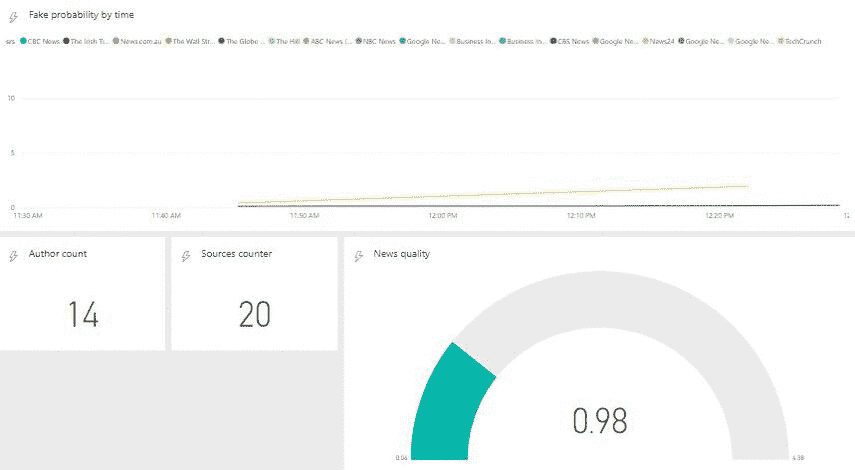 Fake probability by time
CBC News The Irish Ti... News.com.au The Wall Str... The Globe ... The Hill ABC News (... NBC News Google Ne... Business In... Business In... CBS News Google Ne... News24 Google Ne... Google Ne... TechCrunch
10
5
0
11:30 AM 11:40 AM 11:50 AM 12:00 PM 12:10 PM 12:20 PM
Author count Sources counter News quality
14 20
0.98
0.04 4.38